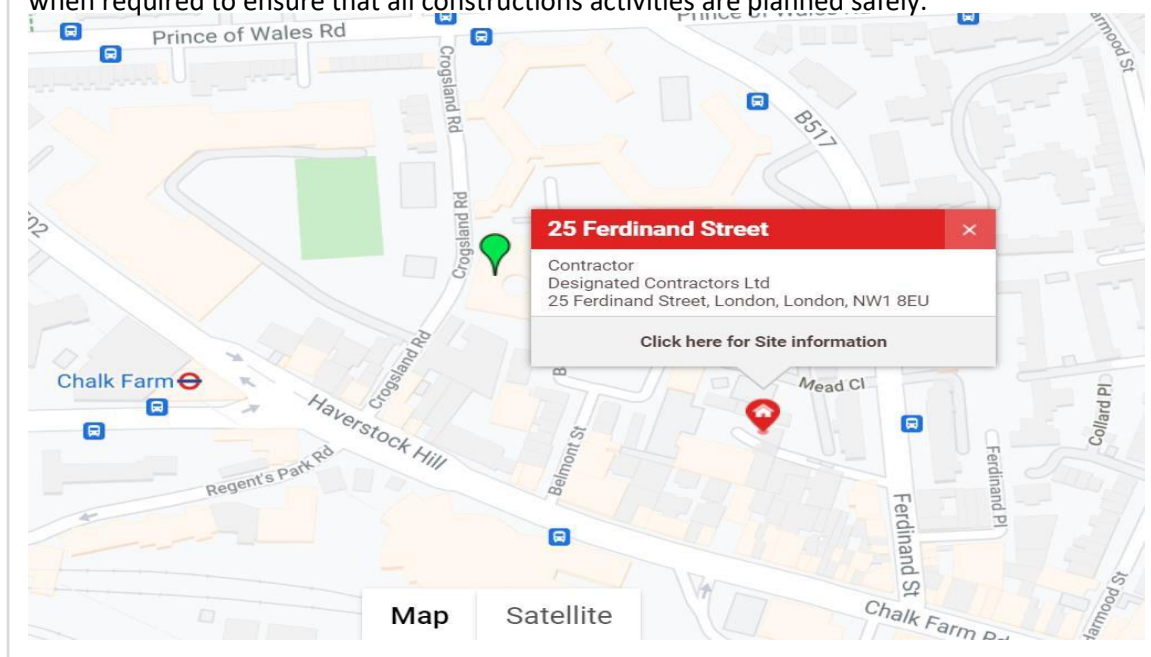 when required to ensure that all constructions activities are planned safely.
Prince of Wales Rd
Crogsland Rd
B517
Crogsland Rd
25 Ferdinand Street
×
Contractor
Designated Contractors Ltd
25 Ferdinand Street, London, London, NW1 8EU
Click here for Site information
Crogsland Rd
Chalk Farm
Mead Cl
Haverstock Hill
Belmont St
Collard Pl
Regent's Park Rd
Ferdinand Pl
Ferdinand St
Map
Satellite
Chalk Farm